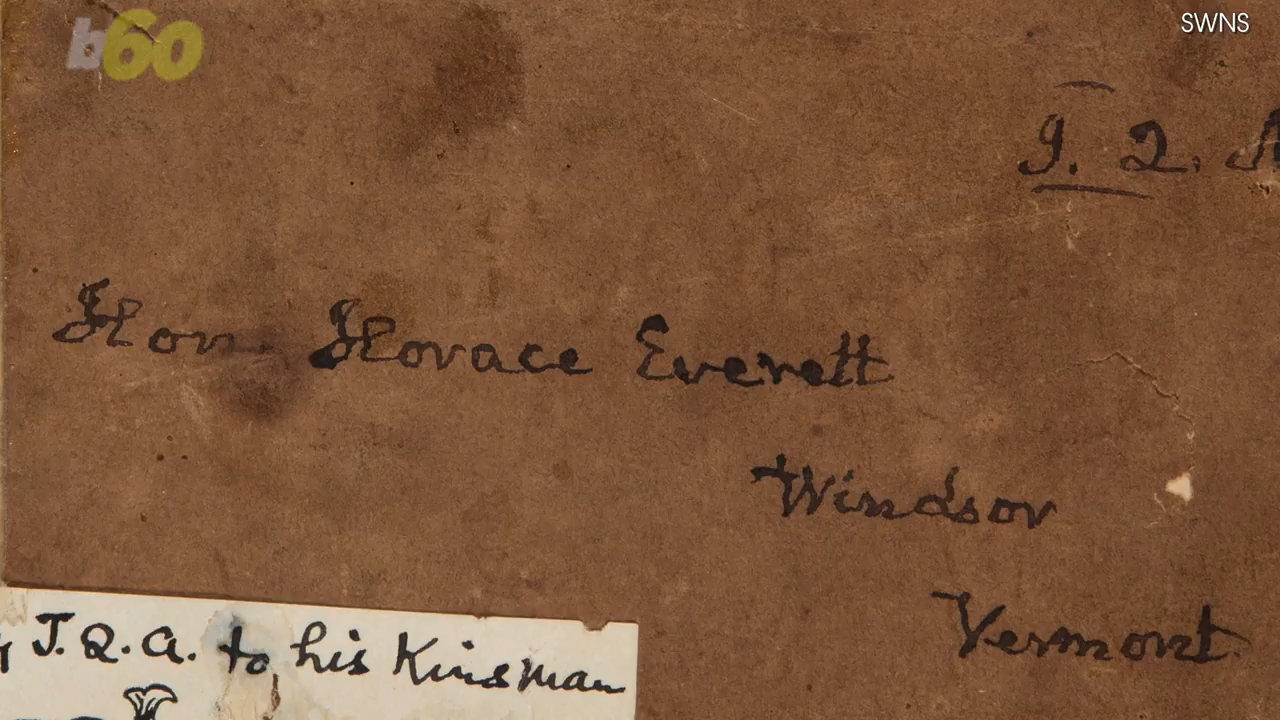 b60
SWNS
J. Q. A
Hon. Horace Everett
Windsor
Vermont.
J.Q.A. to his Kinsman